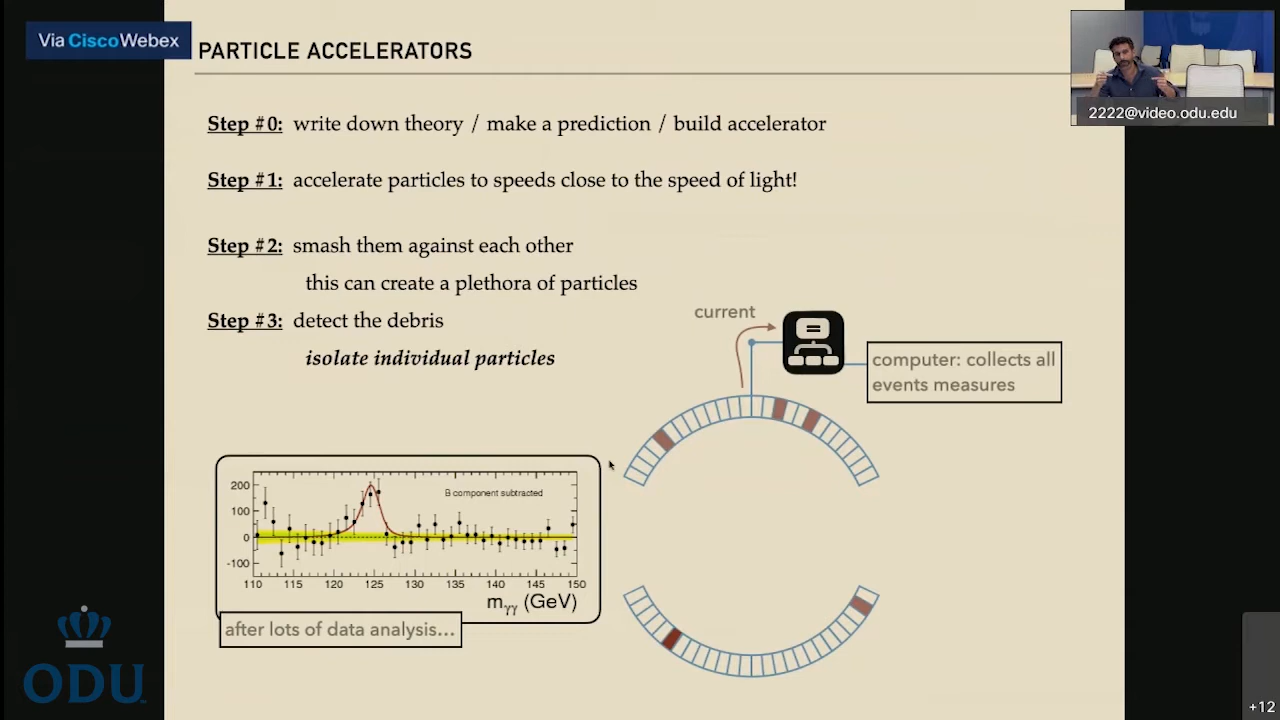 Via CiscoWebex
PARTICLE ACCELERATORS
2222@video.odu.edu
Step #0: write down theory / make a prediction / build accelerator
Step #1: accelerate particles to speeds close to the speed of light!
Step #2: smash them against each other
this can create a plethora of particles
Step #3: detect the debris
isolate individual particles
current
=
computer: collects all
events measures
B component subtracted
200
100
0
-100
110 115 120 125 130 135 140 145 150
mγγ (GeV)
after lots of data analysis...
ODU
+12